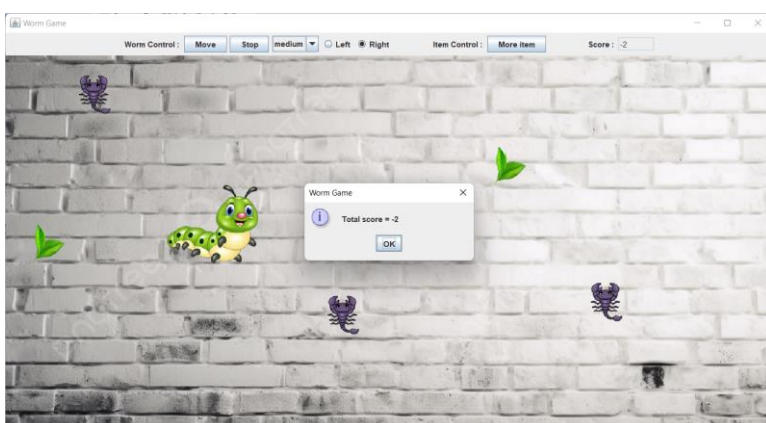 Worm Game
Worm Control : Move Stop medium Left Right Item Control : More item Score : -2
Worm Game
Total score = -2
OK